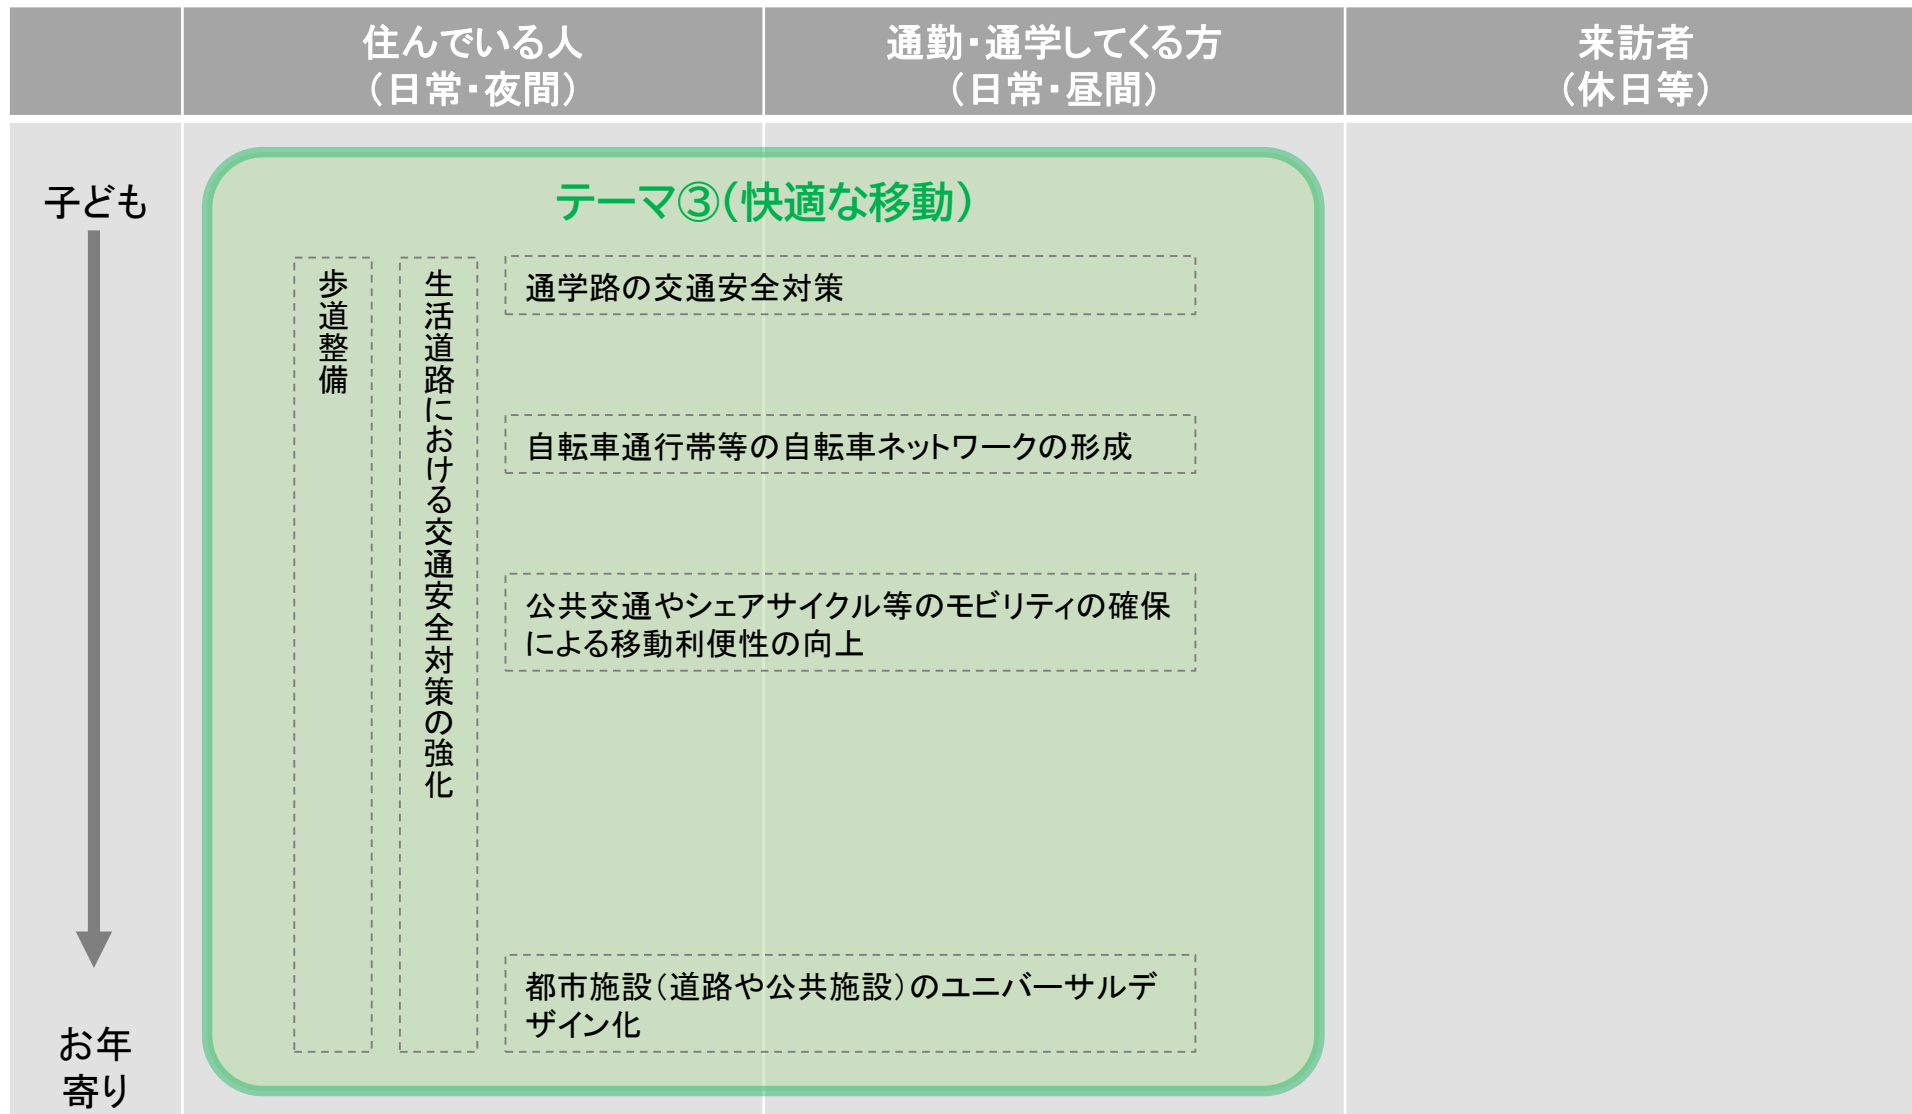 住んでいる人
（日常・夜間）
通勤・通学してくる方
（日常・昼間）
来訪者
（休日等）
子ども
お年
寄り
テーマ③（快適な移動）
歩道整備
生活道路における交通安全対策の強化
通学路の交通安全対策
自転車通行帯等の自転車ネットワークの形成
公共交通やシェアサイクル等のモビリティの確保
による移動利便性の向上
都市施設（道路や公共施設）のユニバーサルデ
ザイン化